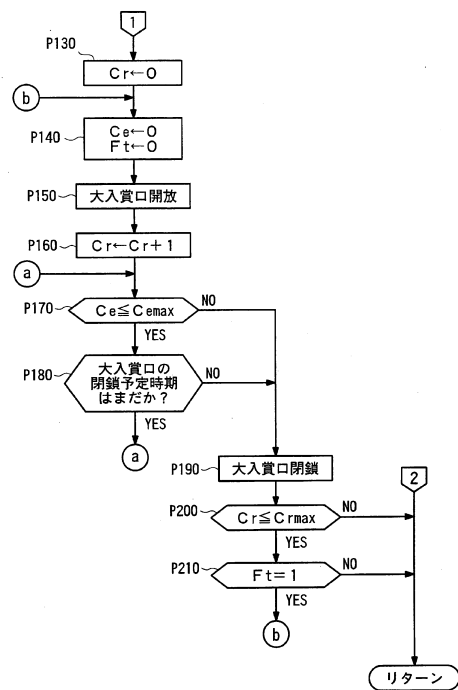 1
P130
Cr←0
b
P140
Ce←0
Ft←0
P150
大入賞口開放
P160
Cr←Cr+1
a
P170
Ce≦Cemax
NO
YES
P180
大入賞口の
閉鎖予定時期
はまだか？
NO
YES
a
P190
大入賞口閉鎖
2
P200
Cr≦Crmax
NO
YES
P210
Ft=1
NO
YES
b
リターン